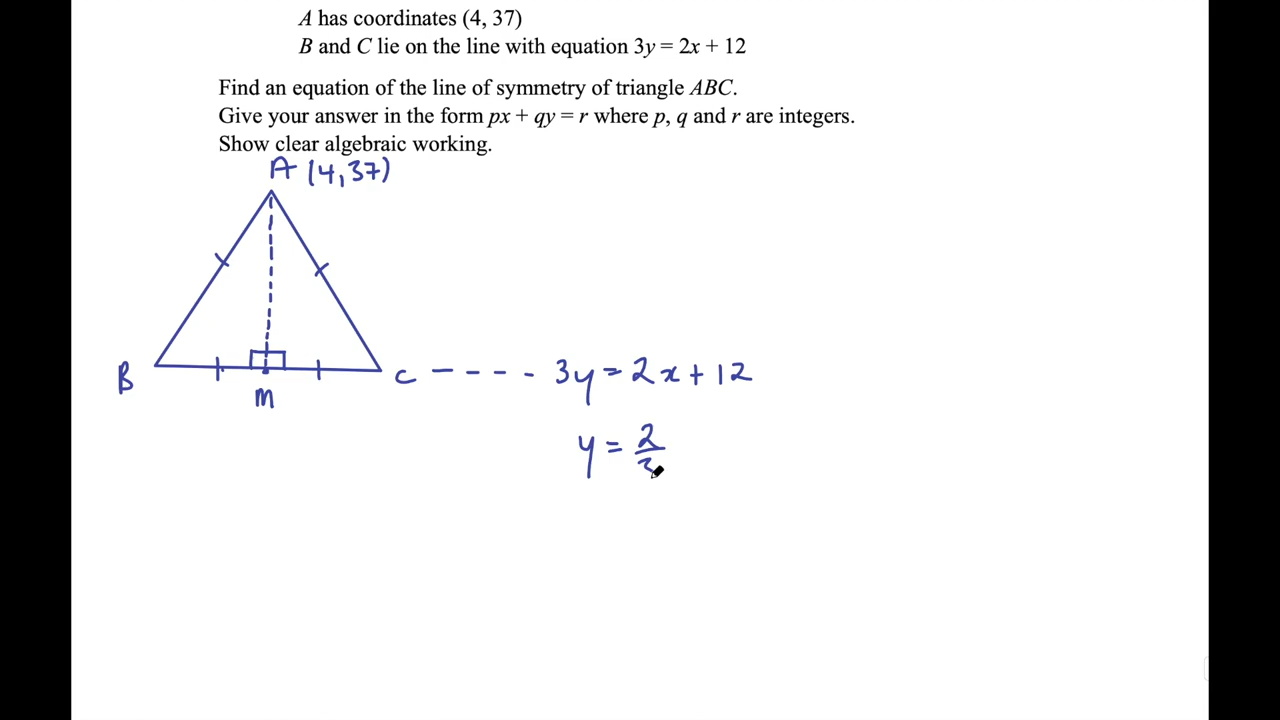 A has coordinates (4, 37)
B and C lie on the line with equation 3y = 2x + 12
Find an equation of the line of symmetry of triangle ABC.
Give your answer in the form px + qy = r where p, q and r are integers.
Show clear algebraic working.
A (4,37)
B
C - - - - 3y = 2x + 12
M
y = 2/3